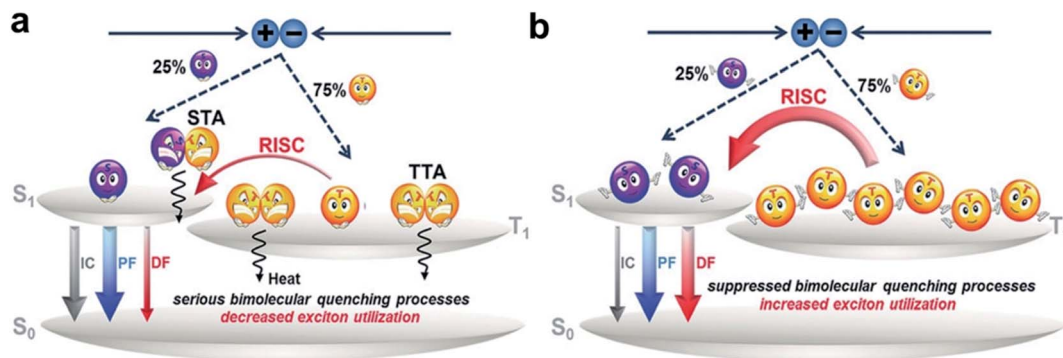 a
+ −
25%
S
75%
T
STA
RISC
TTA
S
S T
T T
T
T T
S1
T1
IC PF DF
Heat
serious bimolecular quenching processes
decreased exciton utilization
S0
b
+ −
25%
S
75%
T
RISC
S S
T T T T T T
S1
T
IC PF DF
suppressed bimolecular quenching processes
increased exciton utilization
S0